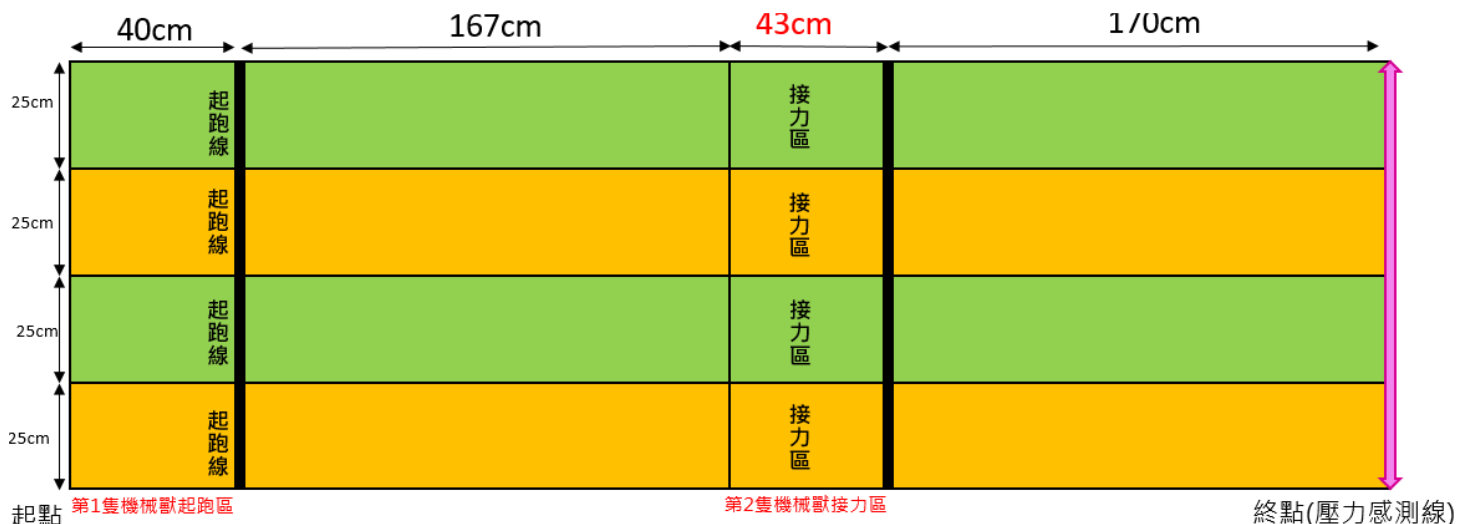 40cm
167cm
43cm
170cm
25cm
起跑線
接力區
25cm
起跑線
接力區
25cm
起跑線
接力區
25cm
起跑線
接力區
起點
第1隻機械獸起跑區
第2隻機械獸接力區
終點(壓力感測線)